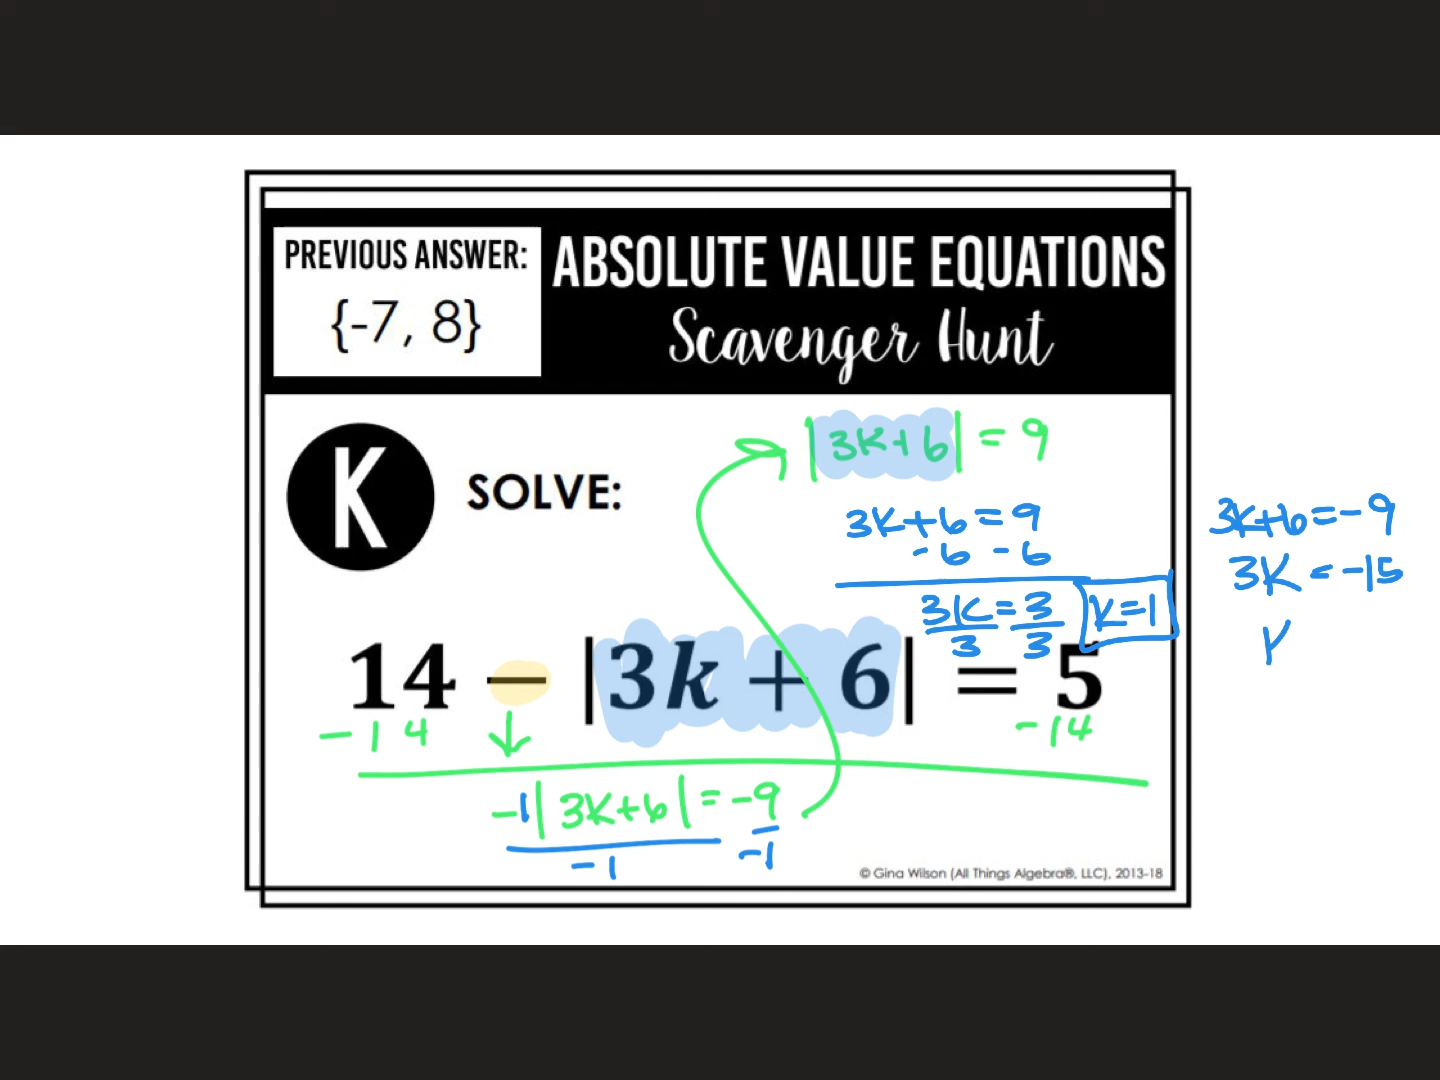 PREVIOUS ANSWER:
{-7, 8}
ABSOLUTE VALUE EQUATIONS
Scavenger Hunt
K
SOLVE:
|3k+6| = 9
3k+6=9
-6 -6
3k=3
3 3
k=1
3k+6=-9
3k=-15
k
14 − |3k + 6| = 5
-14 -14
-1|3k+6|=-9
-1 -1
© Gina Wilson (All Things Algebra®, LLC), 2013-18